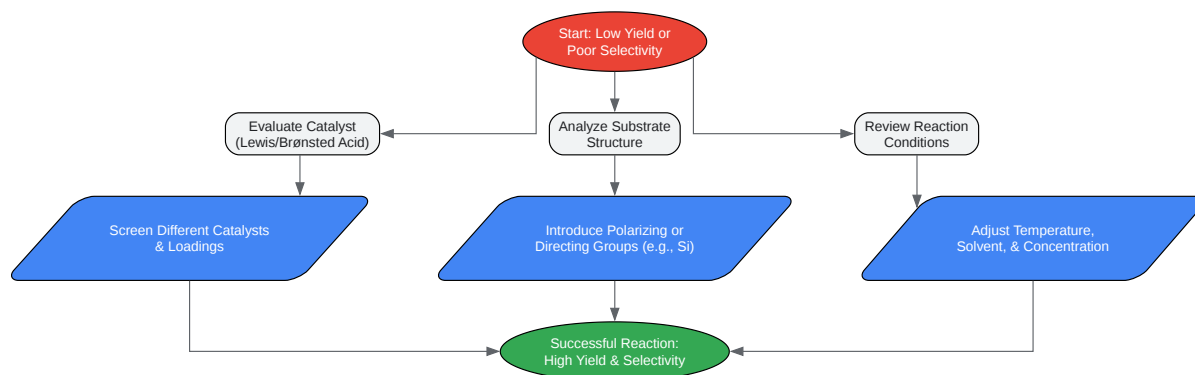 Start: Low Yield or
Poor Selectivity
Evaluate Catalyst
(Lewis/Brønsted Acid)
Analyze Substrate
Structure
Review Reaction
Conditions
Screen Different Catalysts
& Loadings
Introduce Polarizing or
Directing Groups (e.g., Si)
Adjust Temperature,
Solvent, & Concentration
Successful Reaction:
High Yield & Selectivity